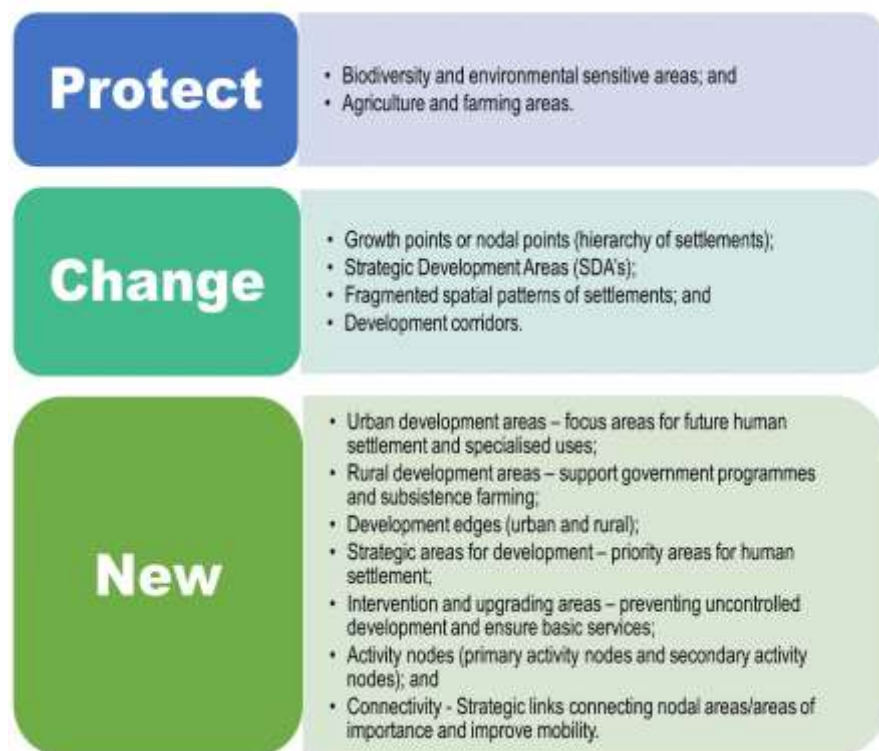 Protect
• Biodiversity and environmental sensitive areas; and
• Agriculture and farming areas.
Change
• Growth points or nodal points (hierarchy of settlements);
• Strategic Development Areas (SDA's);
• Fragmented spatial patterns of settlements; and
• Development corridors.
New
• Urban development areas – focus areas for future human
settlement and specialised uses;
• Rural development areas – support government programmes
and subsistence farming;
• Development edges (urban and rural);
• Strategic areas for development – priority areas for human
settlement;
• Intervention and upgrading areas – preventing uncontrolled
development and ensure basic services;
• Activity nodes (primary activity nodes and secondary activity
nodes); and
• Connectivity - Strategic links connecting nodal areas/areas of
importance and improve mobility.